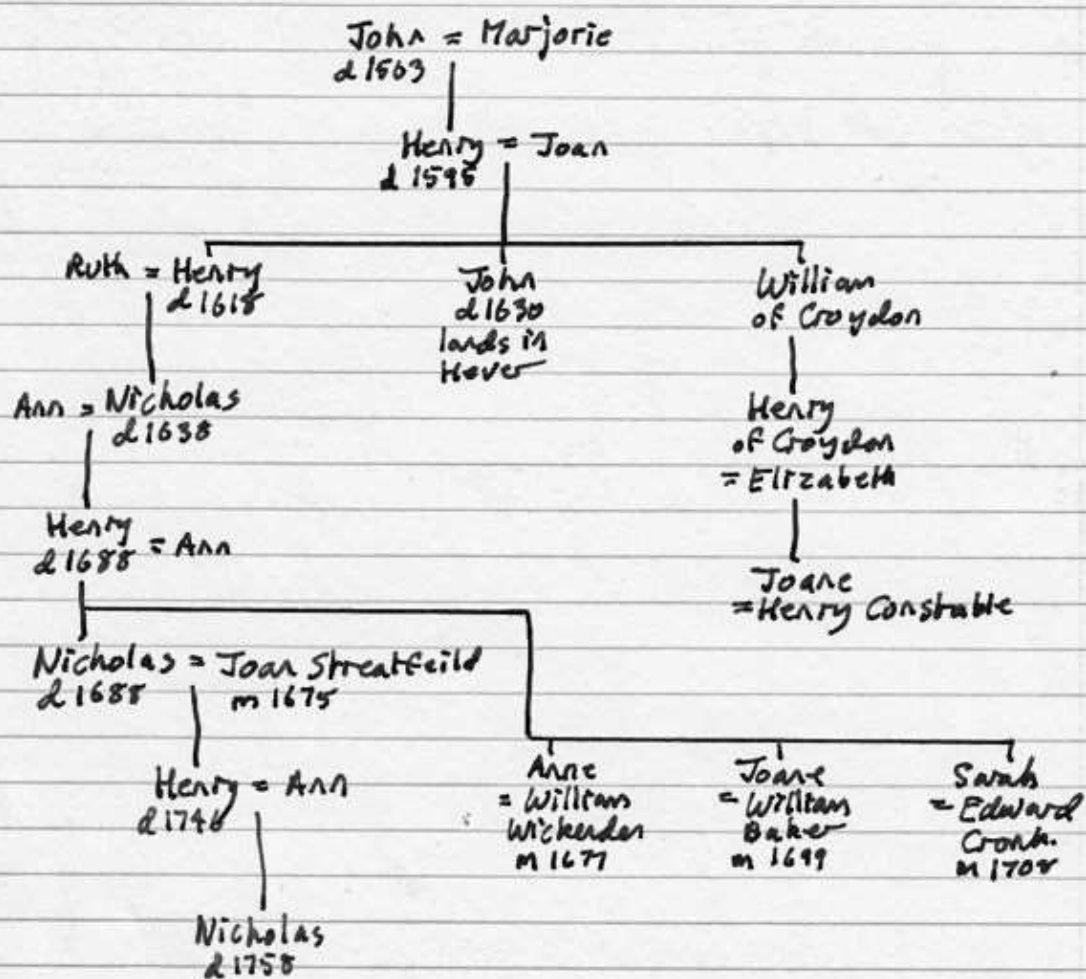 John = Marjorie
d 1563
Henry = Joan
d 1595
Ruth = Henry
d 1618
John
d 1630
lands in
Hever
William
of Croydon
Ann = Nicholas
d 1638
Henry
of Croydon
= Elizabeth
Henry = Ann
d 1688
Joane
= Henry Constable
Nicholas = Joan Streatfeild
d 1688 m 1675
Henry = Ann
d 1746
Anne
= William
Wickenden
m 1677
Joane
= William
Baker
m 1699
Sarah
= Edward
Cronk.
m 1708
Nicholas
d 1758